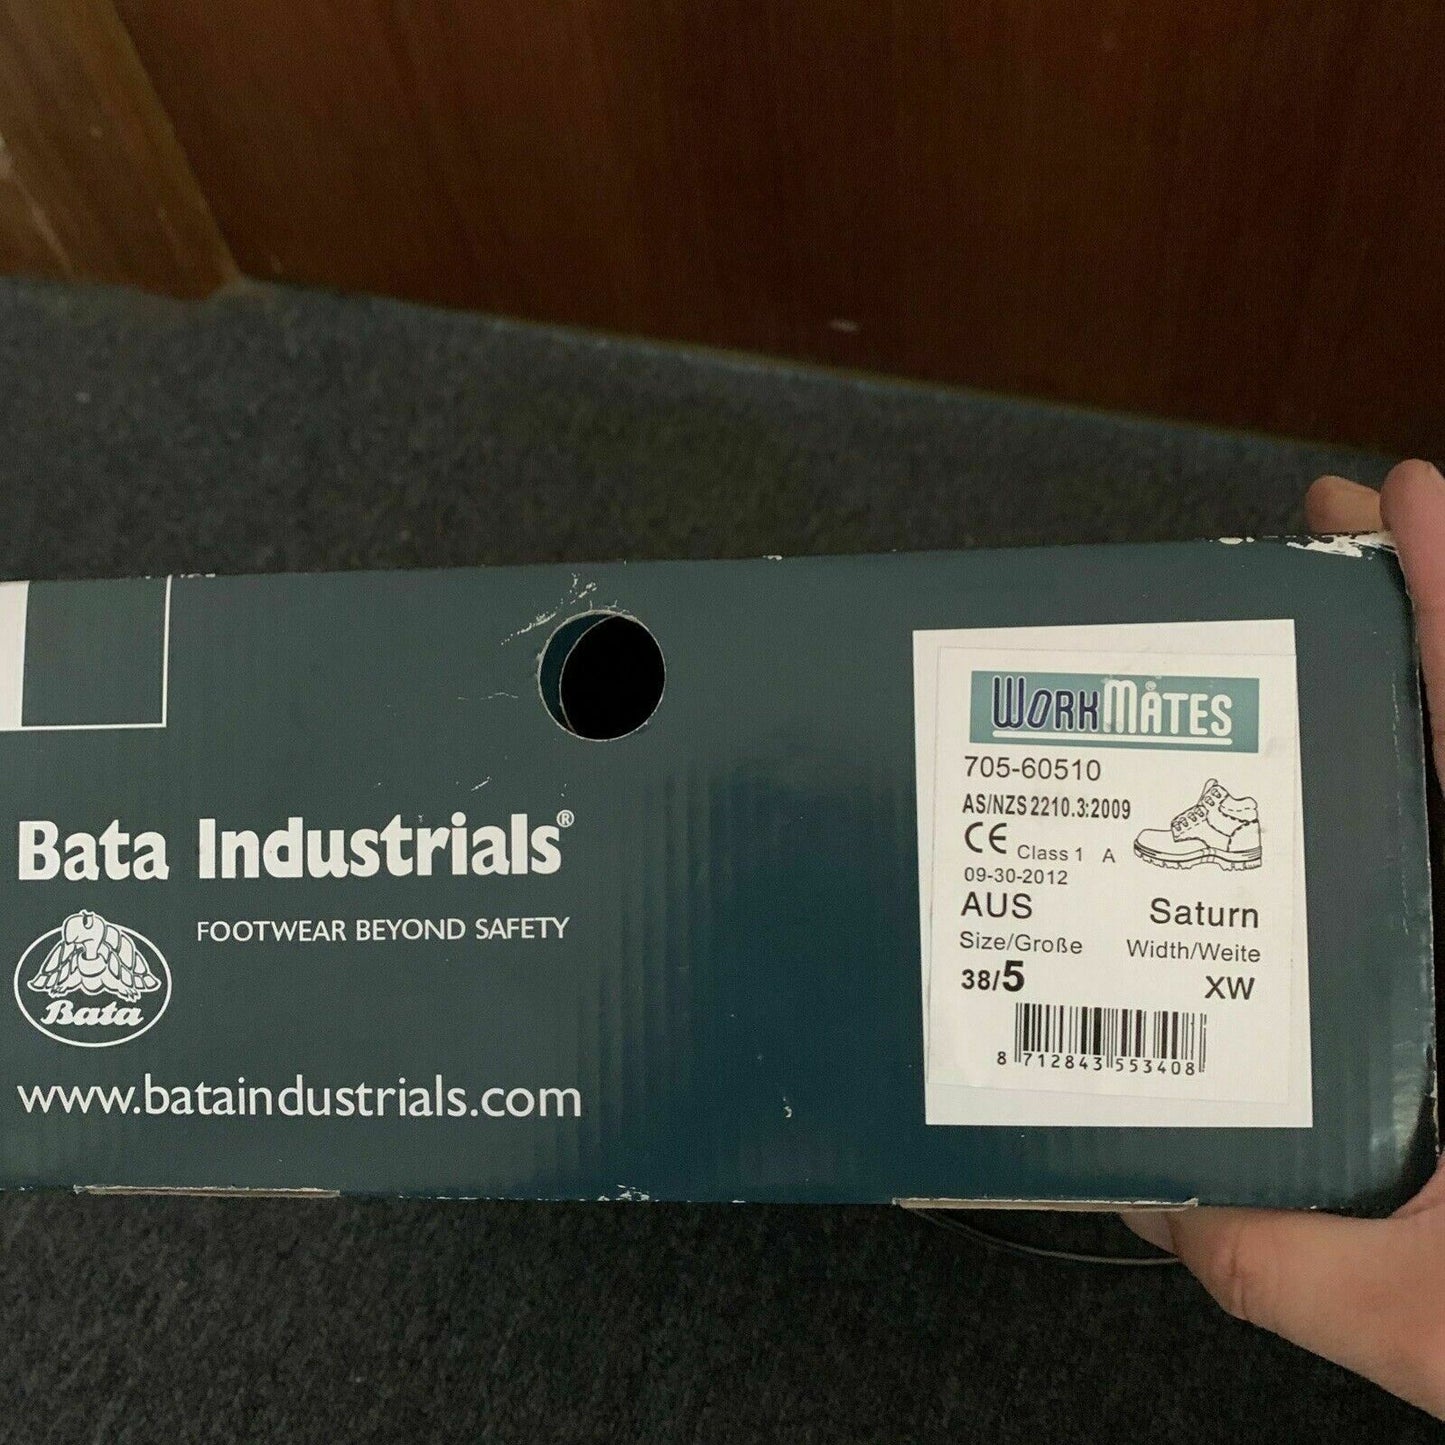 Bata Industrials®
FOOTWEAR BEYOND SAFETY
Bata
www.bataindustrials.com
WORKMATES
705-60510
AS/NZS 2210.3:2009
CE Class 1 A
09-30-2012
AUS Saturn
Size/Große Width/Weite
38/5 XW
8 712843 553408